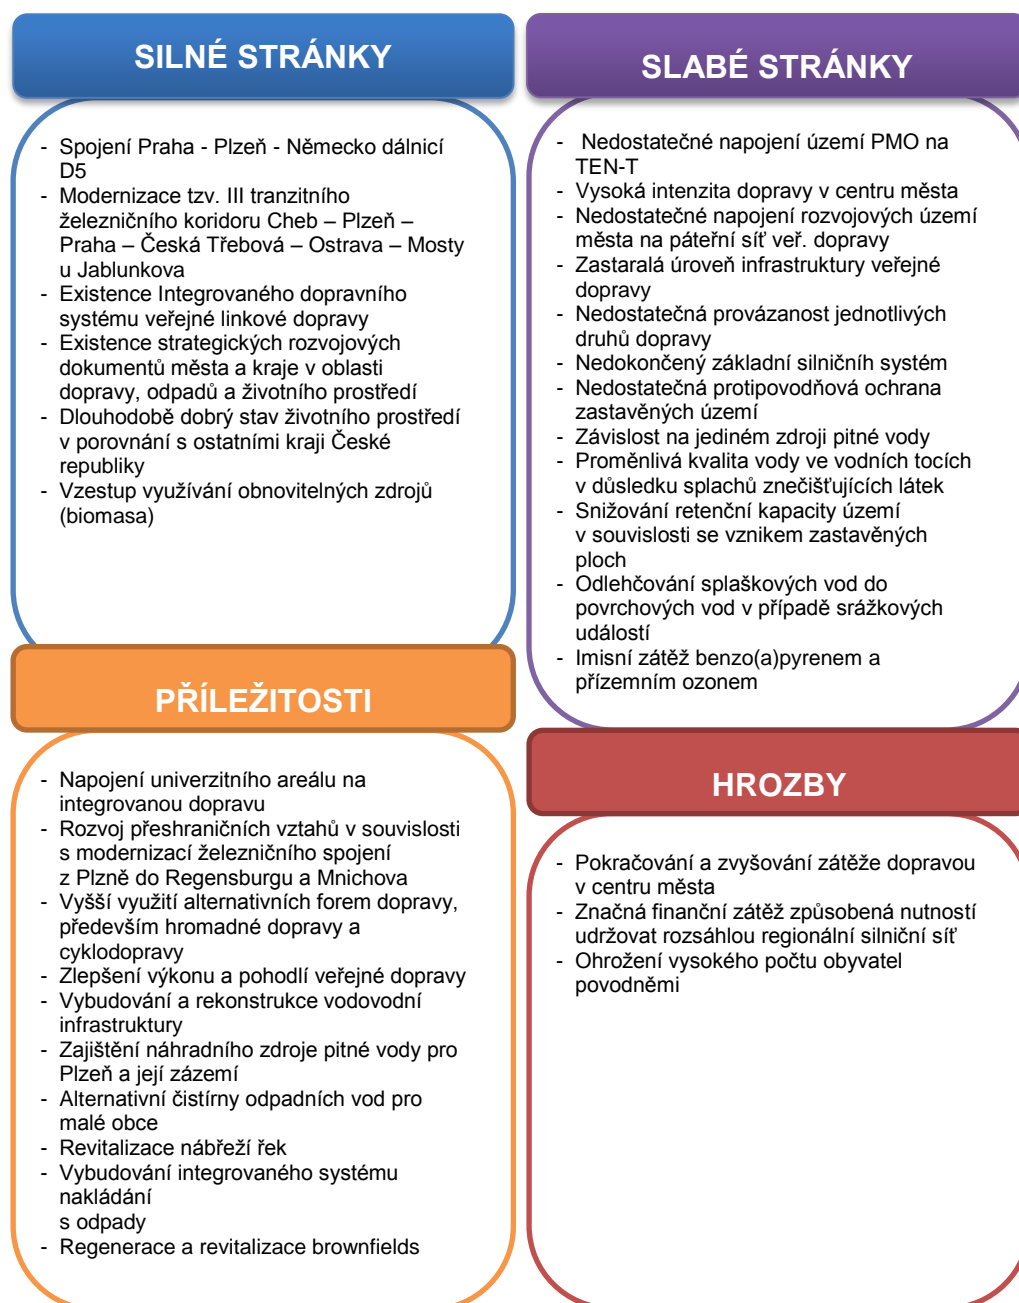 SILNÉ STRÁNKY
- Spojení Praha - Plzeň - Německo dálnicí
D5
- Modernizace tzv. III tranzitního
železničního koridoru Cheb – Plzeň –
Praha – Česká Třebová – Ostrava – Mosty
u Jablunkova
- Existence Integrovaného dopravního
systému veřejné linkové dopravy
- Existence strategických rozvojových
dokumentů města a kraje v oblasti
dopravy, odpadů a životního prostředí
- Dlouhodobě dobrý stav životního prostředí
v porovnání s ostatními kraji České
republiky
- Vzestup využívání obnovitelných zdrojů
(biomasa)
SLABÉ STRÁNKY
- Nedostatečné napojení území PMO na
TEN-T
- Vysoká intenzita dopravy v centru města
- Nedostatečné napojení rozvojových území
města na páteřní síť veř. dopravy
- Zastaralá úroveň infrastruktury veřejné
dopravy
- Nedostatečná provázanost jednotlivých
druhů dopravy
- Nedokončený základní silničním systém
- Nedostatečná protipovodňová ochrana
zastavěných území
- Závislost na jediném zdroji pitné vody
- Proměnlivá kvalita vody ve vodních tocích
v důsledku splachů znečišťujících látek
- Snižování retenční kapacity území
v souvislosti se vznikem zastavěných
ploch
- Odlehčování splaškových vod do
povrchových vod v případě srážkových
událostí
- Imisní zátěž benzo(a)pyrenem a
přízemním ozonem
PŘÍLEŽITOSTI
- Napojení univerzitního areálu na
integrovanou dopravu
- Rozvoj přeshraničních vztahů v souvislosti
s modernizací železničního spojení
z Plzně do Regensburgu a Mnichova
- Vyšší využití alternativních forem dopravy,
především hromadné dopravy a
cyklodopravy
- Zlepšení výkonu a pohodlí veřejné dopravy
- Vybudování a rekonstrukce vodovodní
infrastruktury
- Zajištění náhradního zdroje pitné vody pro
Plzeň a její zázemí
- Alternativní čistírny odpadních vod pro
malé obce
- Revitalizace nábřeží řek
- Vybudování integrovaného systému
nakládání
s odpady
- Regenerace a revitalizace brownfields
HROZBY
- Pokračování a zvyšování zátěže dopravou
v centru města
- Značná finanční zátěž způsobená nutností
udržovat rozsáhlou regionální silniční síť
- Ohrožení vysokého počtu obyvatel
povodněmi